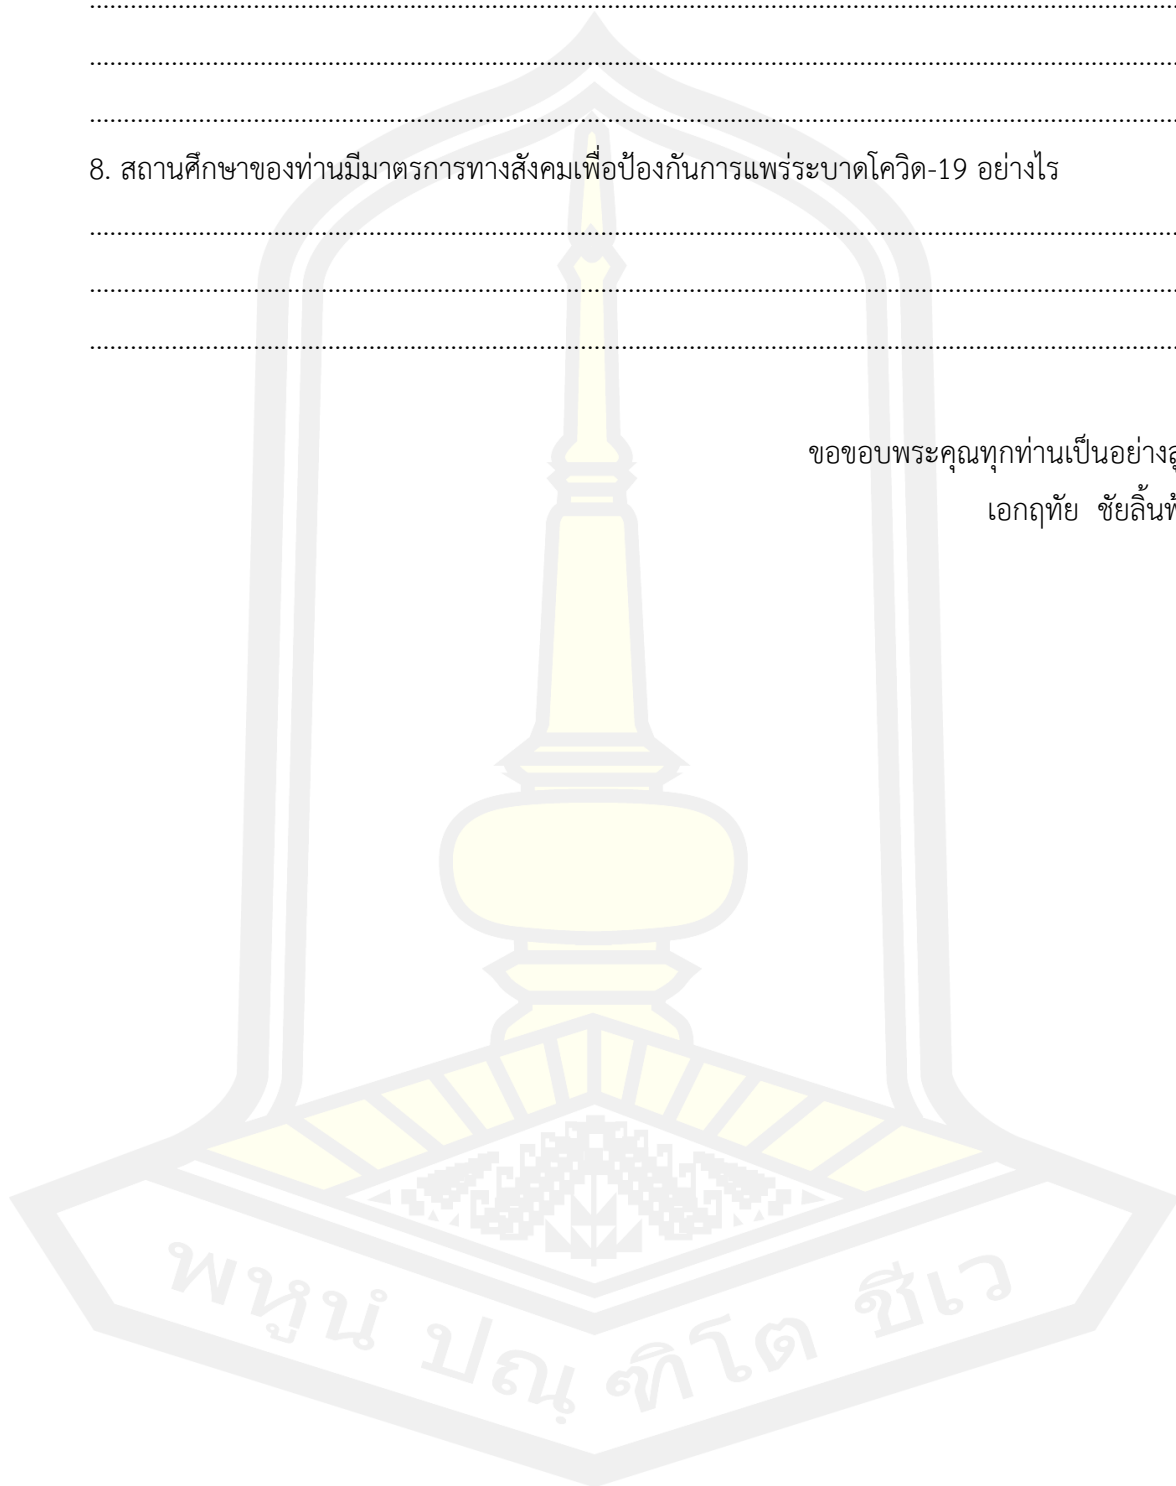 ........................................................................................................................
........................................................................................................................
........................................................................................................................
8. สถานศึกษาของท่านมีมาตรการทางสังคมเพื่อป้องกันการแพร่ระบาดโควิด-19 อย่างไร
........................................................................................................................
........................................................................................................................
........................................................................................................................
ขอขอบพระคุณทุกท่านเป็นอย่าง
เอกฤทัย ชัยลิ้น
พหูนํ ปณฺฑิโต ชีเว